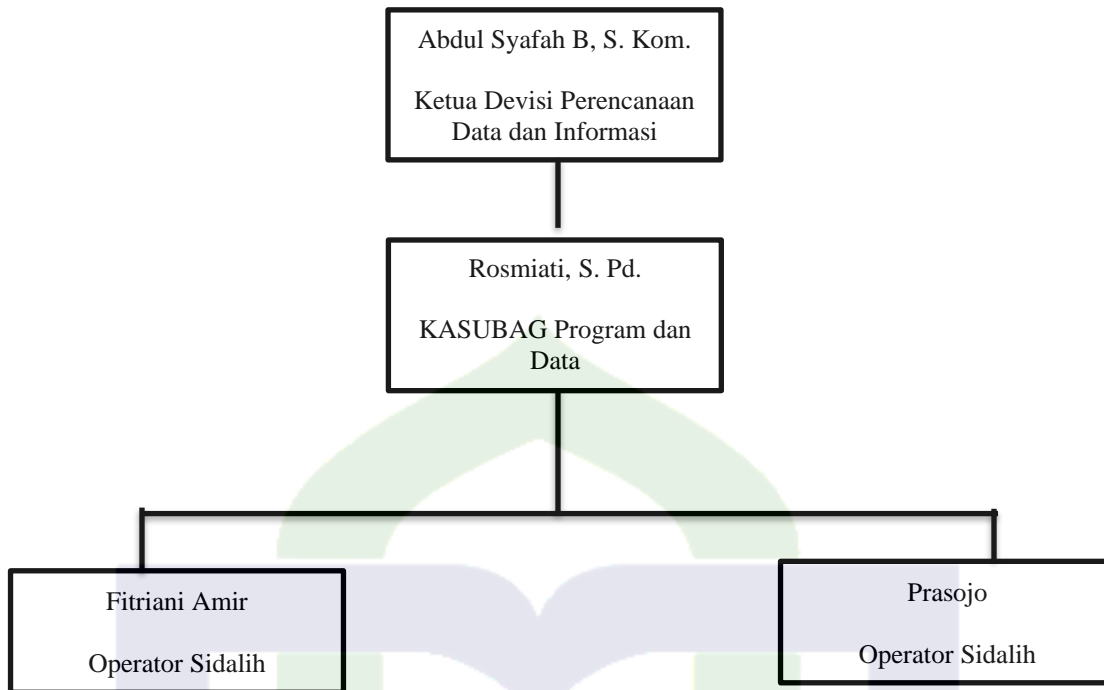 Abdul Syafah B, S. Kom.
Ketua Devisi Perencanaan
Data dan Informasi
Rosmiati, S. Pd.
KASUBAG Program dan
Data
Fitriani Amir
Operator Sidalih
Prasojo
Operator Sidalih